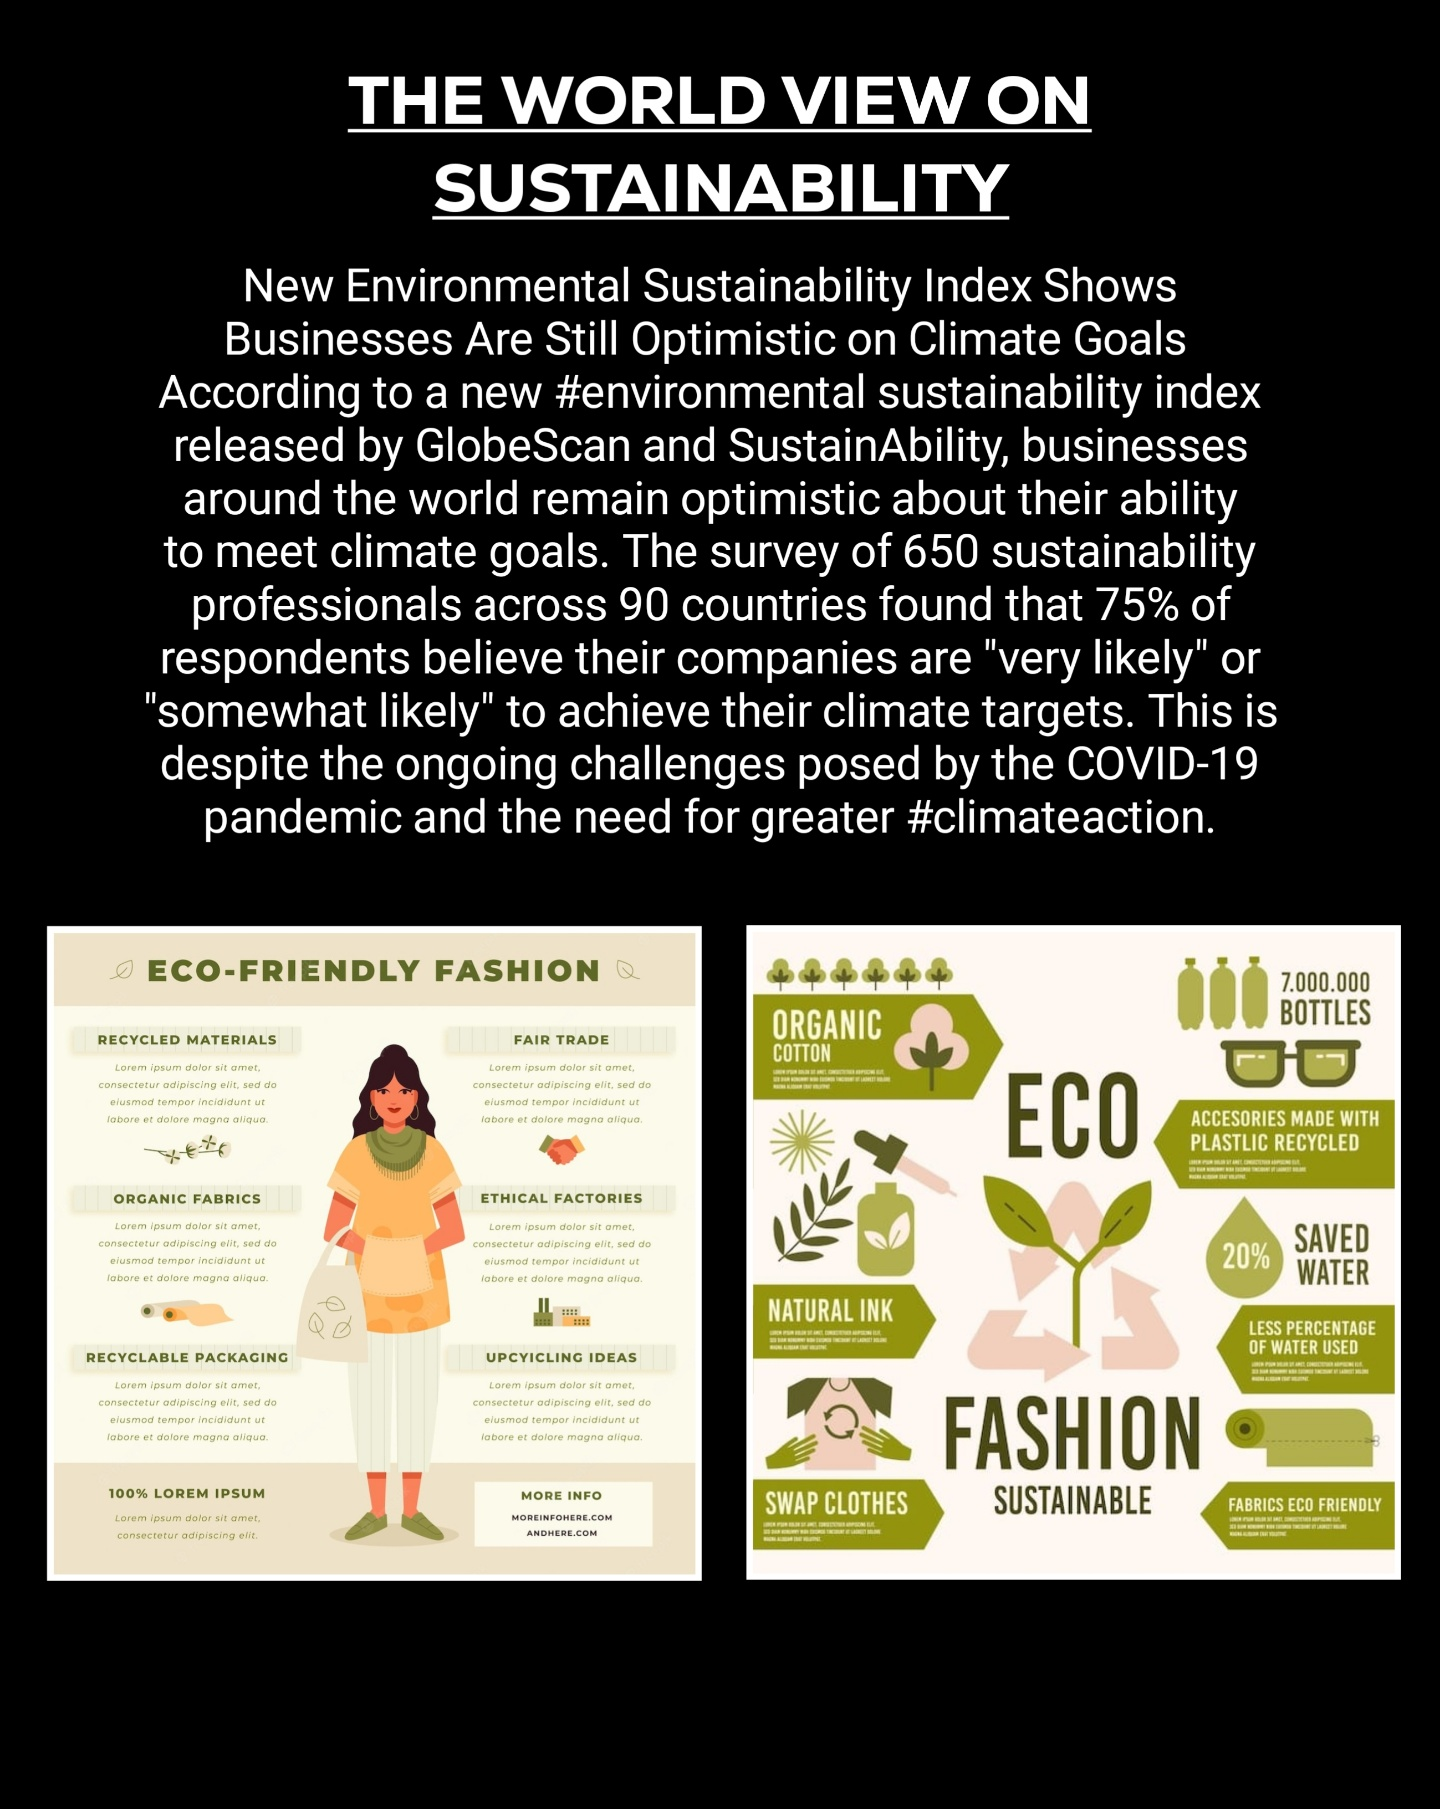 THE WORLD VIEW ON
SUSTAINABILITY
New Environmental Sustainability Index Shows
Businesses Are Still Optimistic on Climate Goals
According to a new #environmental sustainability index
released by GlobeScan and SustainAbility, businesses
around the world remain optimistic about their ability
to meet climate goals. The survey of 650 sustainability
professionals across 90 countries found that 75% of
respondents believe their companies are "very likely" or
"somewhat likely" to achieve their climate targets. This is
despite the ongoing challenges posed by the COVID-19
pandemic and the need for greater #climateaction.
ECO-FRIENDLY FASHION
RECYCLED MATERIALS
Lorem ipsum dolor sit amet,
consectetur adipiscing elit, sed do
eiusmod tempor incididunt ut
labore et dolore magna aliqua.
ORGANIC FABRICS
Lorem ipsum dolor sit amet,
consectetur adipiscing elit, sed do
eiusmod tempor incididunt ut
labore et dolore magna aliqua.
RECYCLABLE PACKAGING
Lorem ipsum dolor sit amet,
consectetur adipiscing elit, sed do
eiusmod tempor incididunt ut
labore et dolore magna aliqua.
FAIR TRADE
Lorem ipsum dolor sit amet,
consectetur adipiscing elit, sed do
eiusmod tempor incididunt ut
labore et dolore magna aliqua.
ETHICAL FACTORIES
Lorem ipsum dolor sit amet,
consectetur adipiscing elit, sed do
eiusmod tempor incididunt ut
labore et dolore magna aliqua.
UPCYICLING IDEAS
Lorem ipsum dolor sit amet,
consectetur adipiscing elit, sed do
eiusmod tempor incididunt ut
labore et dolore magna aliqua.
100% LOREM IPSUM
Lorem ipsum dolor sit amet,
consectetur adipiscing elit.
MORE INFO
MOREINFOHERE.COM
ANDHERE.COM
ORGANIC
COTTON
NATURAL INK
SWAP CLOTHES
ECO
FASHION
SUSTAINABLE
7.000.000
BOTTLES
ACCESORIES MADE WITH
PLASTLIC RECYCLED
20%
SAVED
WATER
LESS PERCENTAGE
OF WATER USED
FABRICS ECO FRIENDLY